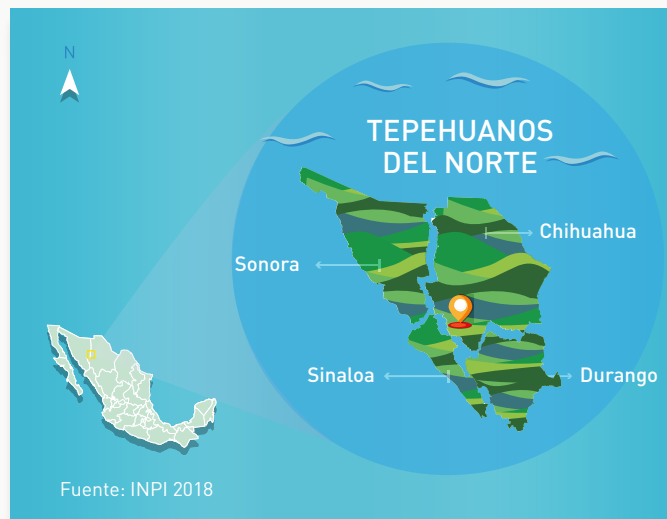 N
TEPEHUANOS
DEL NORTE
Chihuahua
Sonora
Sinaloa
Durango
Fuente: INPI 2018